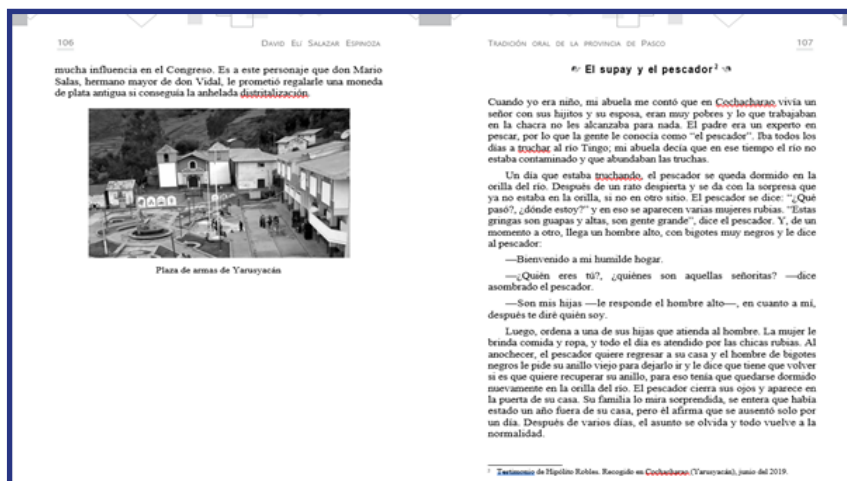 106
DAVID ELI SALAZAR ESPINOZA
mucha influencia en el Congreso. Es a este personaje que don Mario
Salas, hermano mayor de don Vidal, le prometió regalarle una moneda
de plata antigua si conseguía la anhelada distritalización.
Plaza de armas de Yarusyacán
TRADICIÓN ORAL DE LA PROVINCIA DE PASCO
107
El supay y el pescador²
Cuando yo era niño, mi abuela me contó que en Cochacharao vivía un
señor con sus hijitos y su esposa, eran muy pobres y lo que trabajaban
en la chacra no les alcanzaba para nada. El padre era un experto en
pescar, por lo que la gente le conocía como “el pescador”. Iba todos los
días a truchar al río Tingo; mi abuela decía que en ese tiempo el río no
estaba contaminado y que abundaban las truchas.
Un día que estaba truchando, el pescador se queda dormido en la
orilla del río. Después de un rato despierta y se da con la sorpresa que
ya no estaba en la orilla, si no en otro sitio. El pescador se dice: “¿Qué
pasó?, ¿dónde estoy?” y en eso se aparecen varias mujeres rubias. “Estas
gringas son guapas y altas, son gente grande”, dice el pescador. Y, de un
momento a otro, llega un hombre alto, con bigotes muy negros y le dice
al pescador:
—Bienvenido a mi humilde hogar.
—¿Quién eres tú?, ¿quiénes son aquellas señoritas? —dice
asombrado el pescador.
—Son mis hijas —le responde el hombre alto—, en cuanto a mí,
después te diré quién soy.
Luego, ordena a una de sus hijas que atienda al hombre. La mujer le
brinda comida y ropa, y todo el día es atendido por las chicas rubias. Al
anochecer, el pescador quiere regresar a su casa y el hombre de bigotes
negros le pide su anillo viejo para dejarlo ir y le dice que tiene que volver
si es que quiere recuperar su anillo, para eso tenía que quedarse dormido
nuevamente en la orilla del río. El pescador cierra sus ojos y aparece en
la puerta de su casa. Su familia lo mira sorprendida, se entera que había
estado un año fuera de su casa, pero él afirma que se ausentó solo por
un día. Después de varios días, el asunto se olvida y todo vuelve a la
normalidad.
² Testimonio de Hipólito Robles. Recogido en Cochacharao (Yarusyacán), junio del 2019.